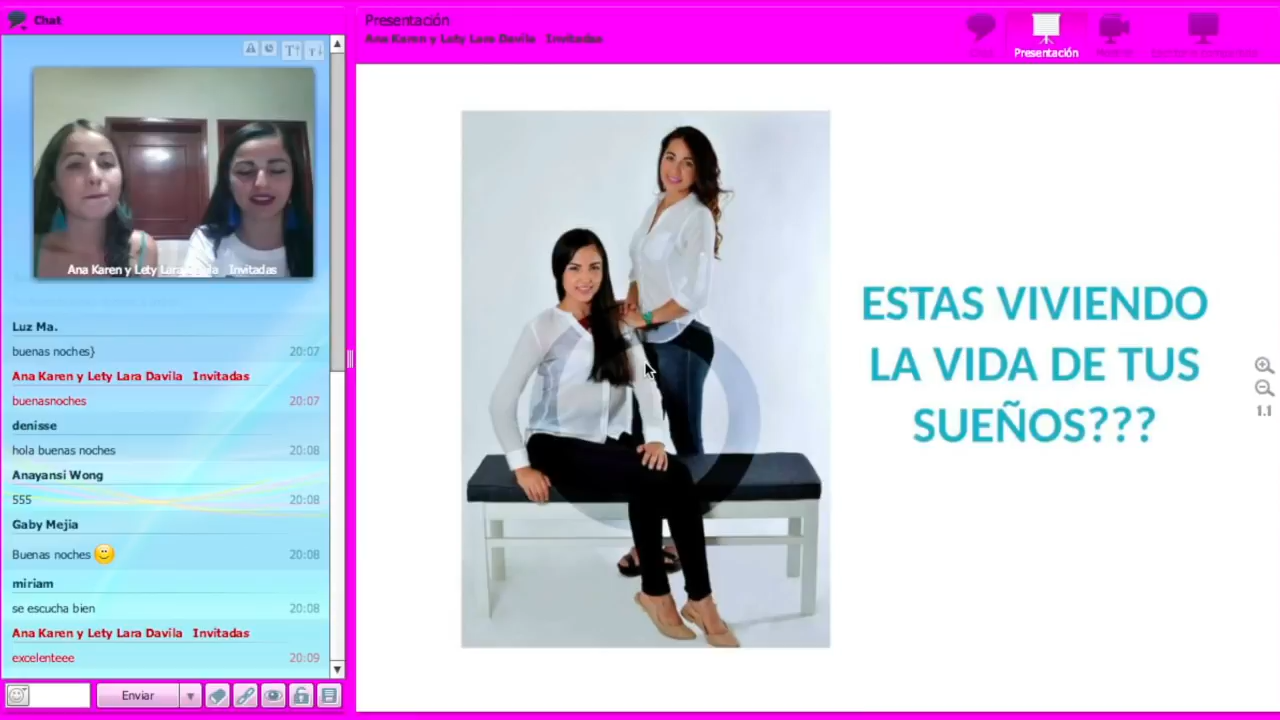 Chat
Presentación
Ana Karen y Lety Lara Davila Invitadas
Presentación
Ana Karen y Lety Lara Davila Invitadas
Luz Ma.
buenas noches}
20:07
Ana Karen y Lety Lara Davila Invitadas
buenasnoches
20:07
denisse
hola buenas noches
20:08
Anayansi Wong
555
20:08
Gaby Mejia
Buenas noches
20:08
miriam
se escucha bien
20:08
Ana Karen y Lety Lara Davila Invitadas
excelenteee
20:09
Enviar
ESTAS VIVIENDO
LA VIDA DE TUS
SUEÑOS???
1.1